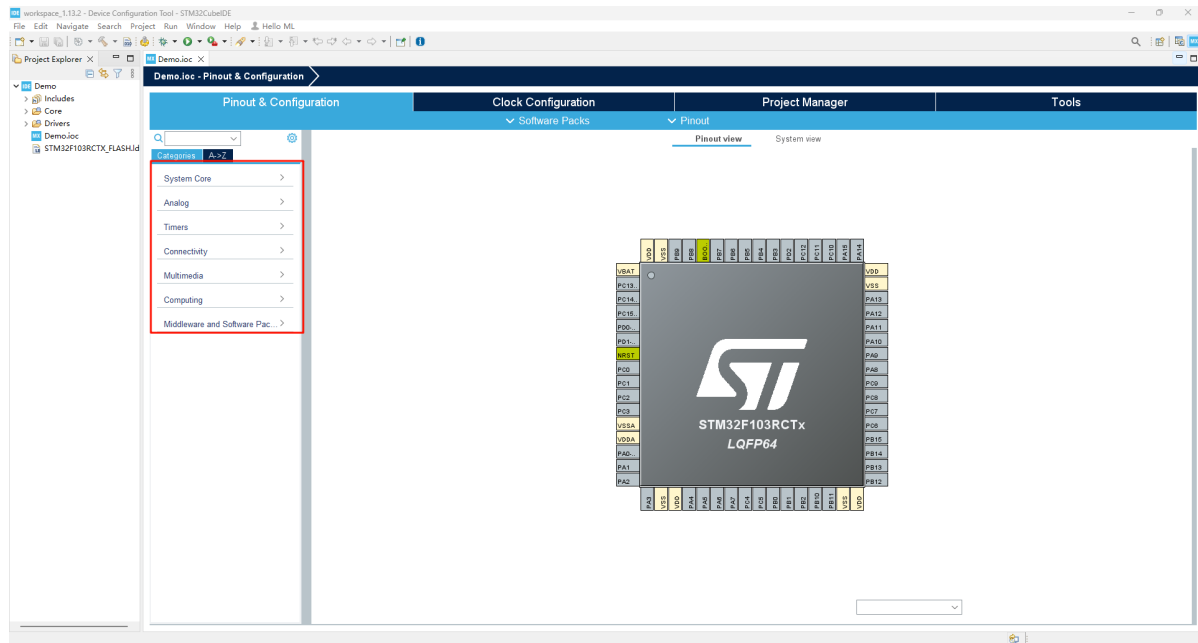 workspace_1.13.2 - Device Configuration Tool - STM32CubeIDE
File Edit Navigate Search Project Run Window Help Hello ML
Project Explorer
Demo.ioc
Demo
Includes
Core
Drivers
Demo.ioc
STM32F103RCTX_FLASH.ld
Demo.ioc - Pinout & Configuration
Pinout & Configuration
Clock Configuration
Project Manager
Tools
Software Packs
Pinout
Categories
A->Z
System Core
Analog
Timers
Connectivity
Multimedia
Computing
Middleware and Software Pac...
Pinout view
System view
VDD VSS PB9 PB8 BOO.. PB7 PB6 PB5 PB4 PB3 PD2 PC12 PC11 PC10 PA15 PA14
VBAT
PC13..
PC14..
PC15..
PD0-..
PD1-..
NRST
PC0
PC1
PC2
PC3
VSSA
VDDA
PA0-..
PA1
PA2
ST
STM32F103RCTx
LQFP64
VDD
VSS
PA13
PA12
PA11
PA10
PA9
PA8
PC9
PC8
PC7
PC6
PB15
PB14
PB13
PB12
PA3 VSS VDD PA4 PA5 PA6 PA7 PC4 PC5 PB0 PB1 PB2 PB10 PB11 VSS VDD